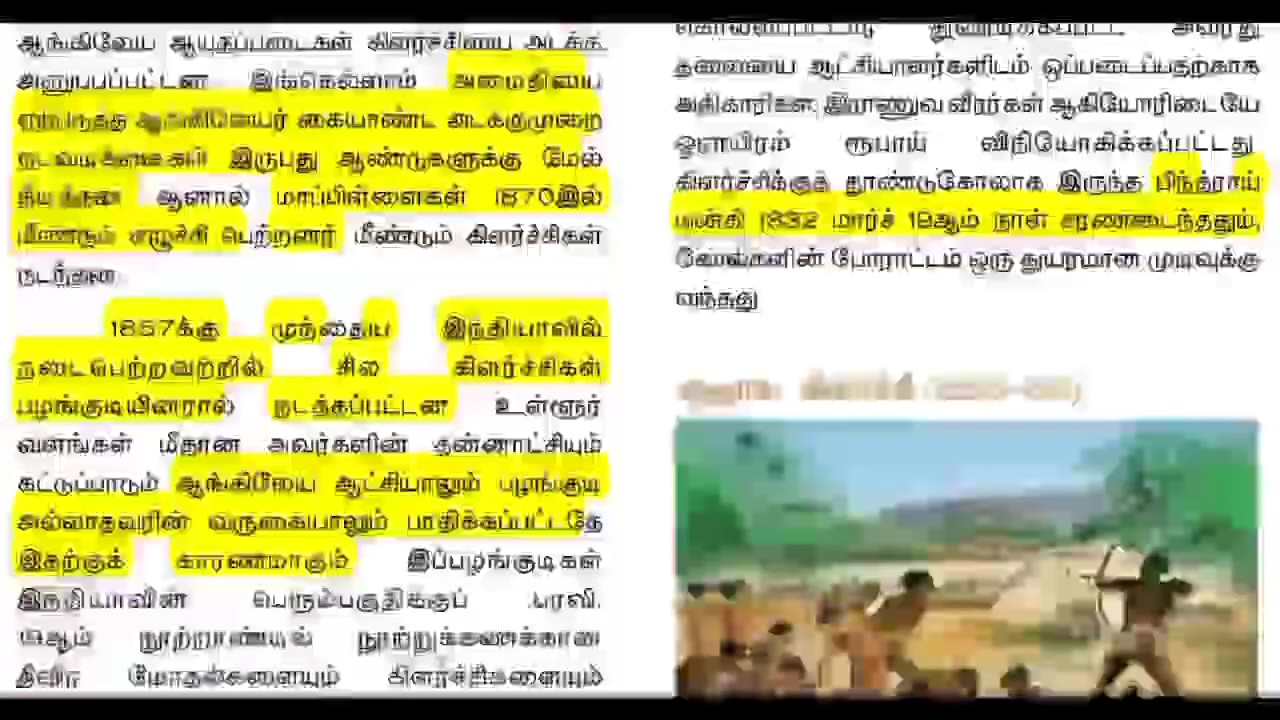 ஆங்கிலேய ஆயுதப்படைகள் கிளர்ச்சியை அடக்க
அனுப்பப்பட்டன இங்கெல்லாம் அமைதியை
ஏற்படுத்த ஆங்கிலேயர் கையாண்ட அடக்குமுறை
நடவடிக்கைகள் இருபது ஆண்டுகளுக்கு மேல்
நீடித்தன ஆனால் மாப்பிள்ளைகள் 1870இல்
மீண்டும் எழுச்சி பெற்றனர் மீண்டும் கிளர்ச்சிகள்
நடந்தன
1857க்கு முந்தைய இந்தியாவில்
நடைபெற்றவற்றில் சில கிளர்ச்சிகள்
பழங்குடியினரால் நடத்தப்பட்டன உள்ளூர்
வளங்கள் மீதான அவர்களின் தன்னாட்சியும்
கட்டுப்பாடும் ஆங்கிலேய ஆட்சியாலும் பழங்குடி
அல்லாதவரின் வருகையாலும் பாதிக்கப்பட்டதே
இதற்குக் காரணமாகும் இப்பழங்குடிகள்
இந்தியாவின் பெரும்பகுதிக்குப் பரவி,
நூற்றாண்டில் நூற்றுக்கணக்கான
தீவிர மோதல்களையும் கிளர்ச்சிகளையும்
அவரது
தலையை ஆட்சியாளர்களிடம் ஒப்படைப்பதற்காக
அதிகாரிகள், இராணுவ வீரர்கள் ஆகியோரிடையே
ஓராயிரம் ரூபாய் விநியோகிக்கப்பட்டது
கிளர்ச்சிக்குத் தூண்டுகோலாக இருந்த பிந்த்ராய்
மன்கி 1832 மார்ச் 19ஆம் நாள் சரணடைந்ததும்,
கோல்களின் போராட்டம் ஒரு துயரமான முடிவுக்கு
வந்தது